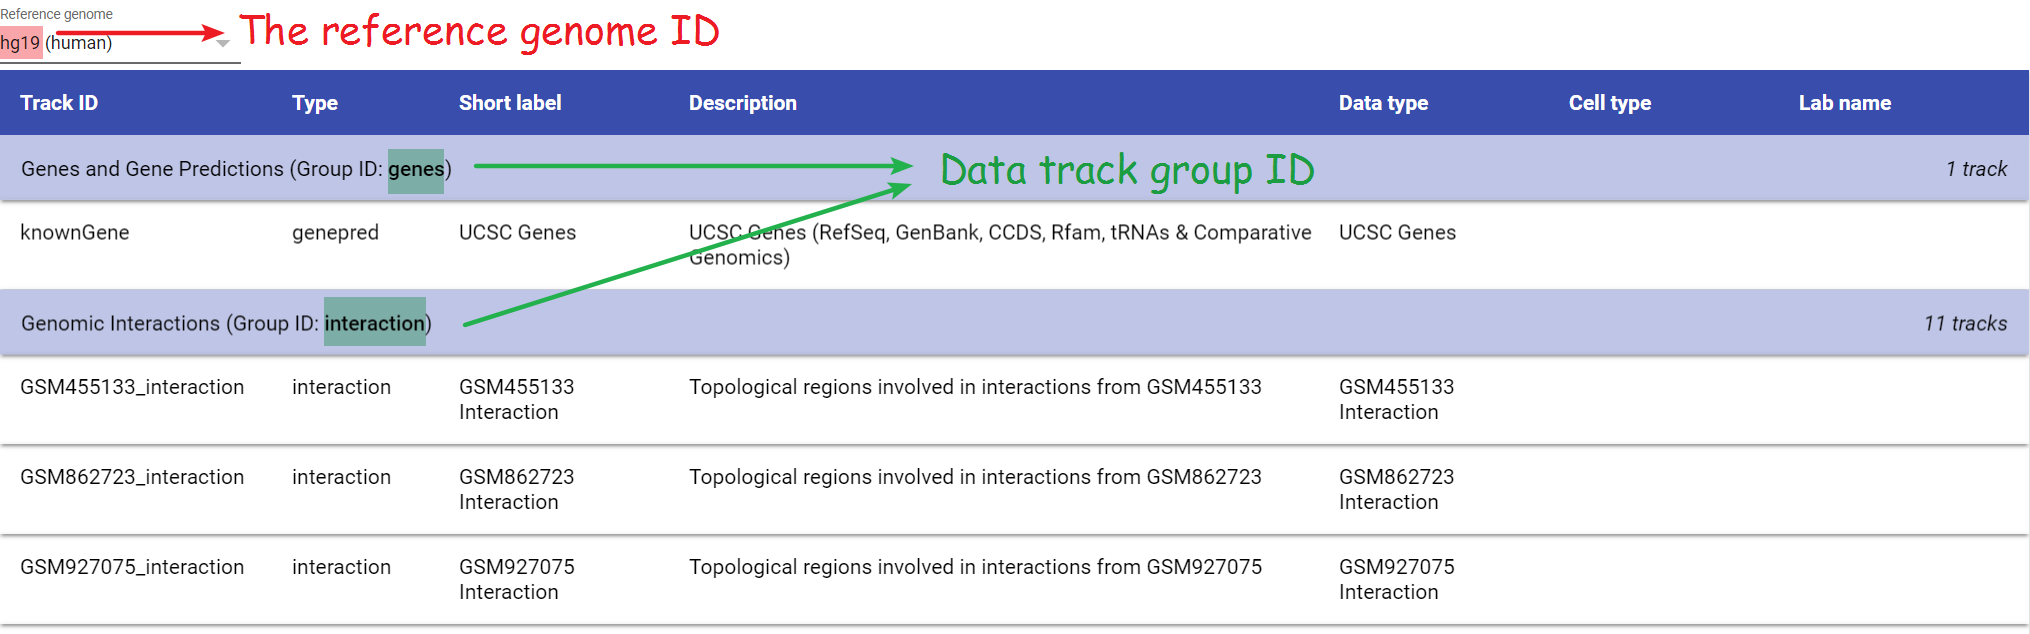 Reference genome
hg19 (human)
The reference genome ID
Track ID Type Short label Description Data type Cell type Lab name
Genes and Gene Predictions (Group ID: genes) Data track group ID 1 track
knownGene genepred UCSC Genes UCSC Genes (RefSeq, GenBank, CCDS, Rfam, tRNAs & Comparative UCSC Genes
Genomics)
Genomic Interactions (Group ID: interaction) 11 tracks
GSM455133_interaction interaction GSM455133 Topological regions involved in interactions from GSM455133 GSM455133
Interaction Interaction
GSM862723_interaction interaction GSM862723 Topological regions involved in interactions from GSM862723 GSM862723
Interaction Interaction
GSM927075_interaction interaction GSM927075 Topological regions involved in interactions from GSM927075 GSM927075
Interaction Interaction